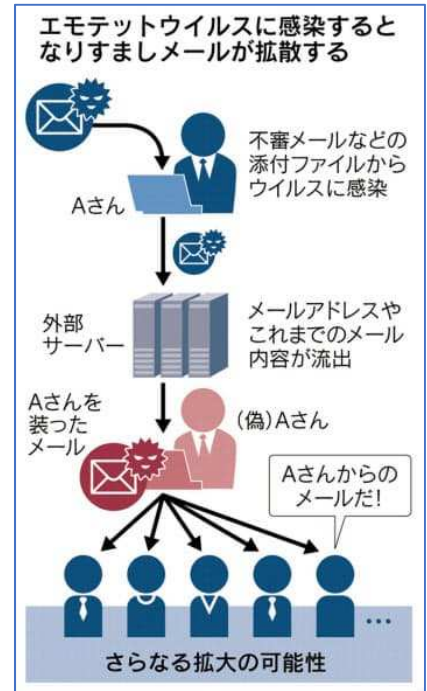 エモテットウイルスに感染すると
なりすましメールが拡散する
不審メールなどの
添付ファイルから
ウイルスに感染
Aさん
外部
サーバー
メールアドレスや
これまでのメール
内容が流出
Aさんを
装った
メール
(偽)Aさん
Aさんからの
メールだ!
…
さらなる拡大の可能性